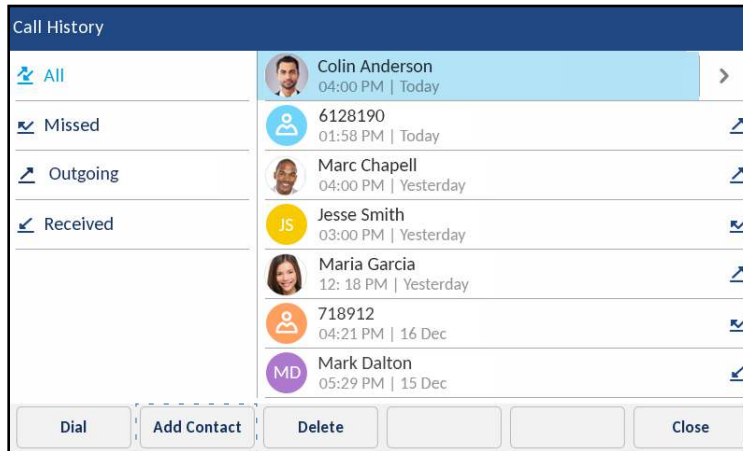 Call History
All
Missed
Outgoing
Received
Colin Anderson
04:00 PM | Today
6128190
01:58 PM | Today
Marc Chapell
04:00 PM | Yesterday
JS
Jesse Smith
03:00 PM | Yesterday
Maria Garcia
12: 18 PM | Yesterday
718912
04:21 PM | 16 Dec
MD
Mark Dalton
05:29 PM | 15 Dec
Dial
Add Contact
Delete
Close